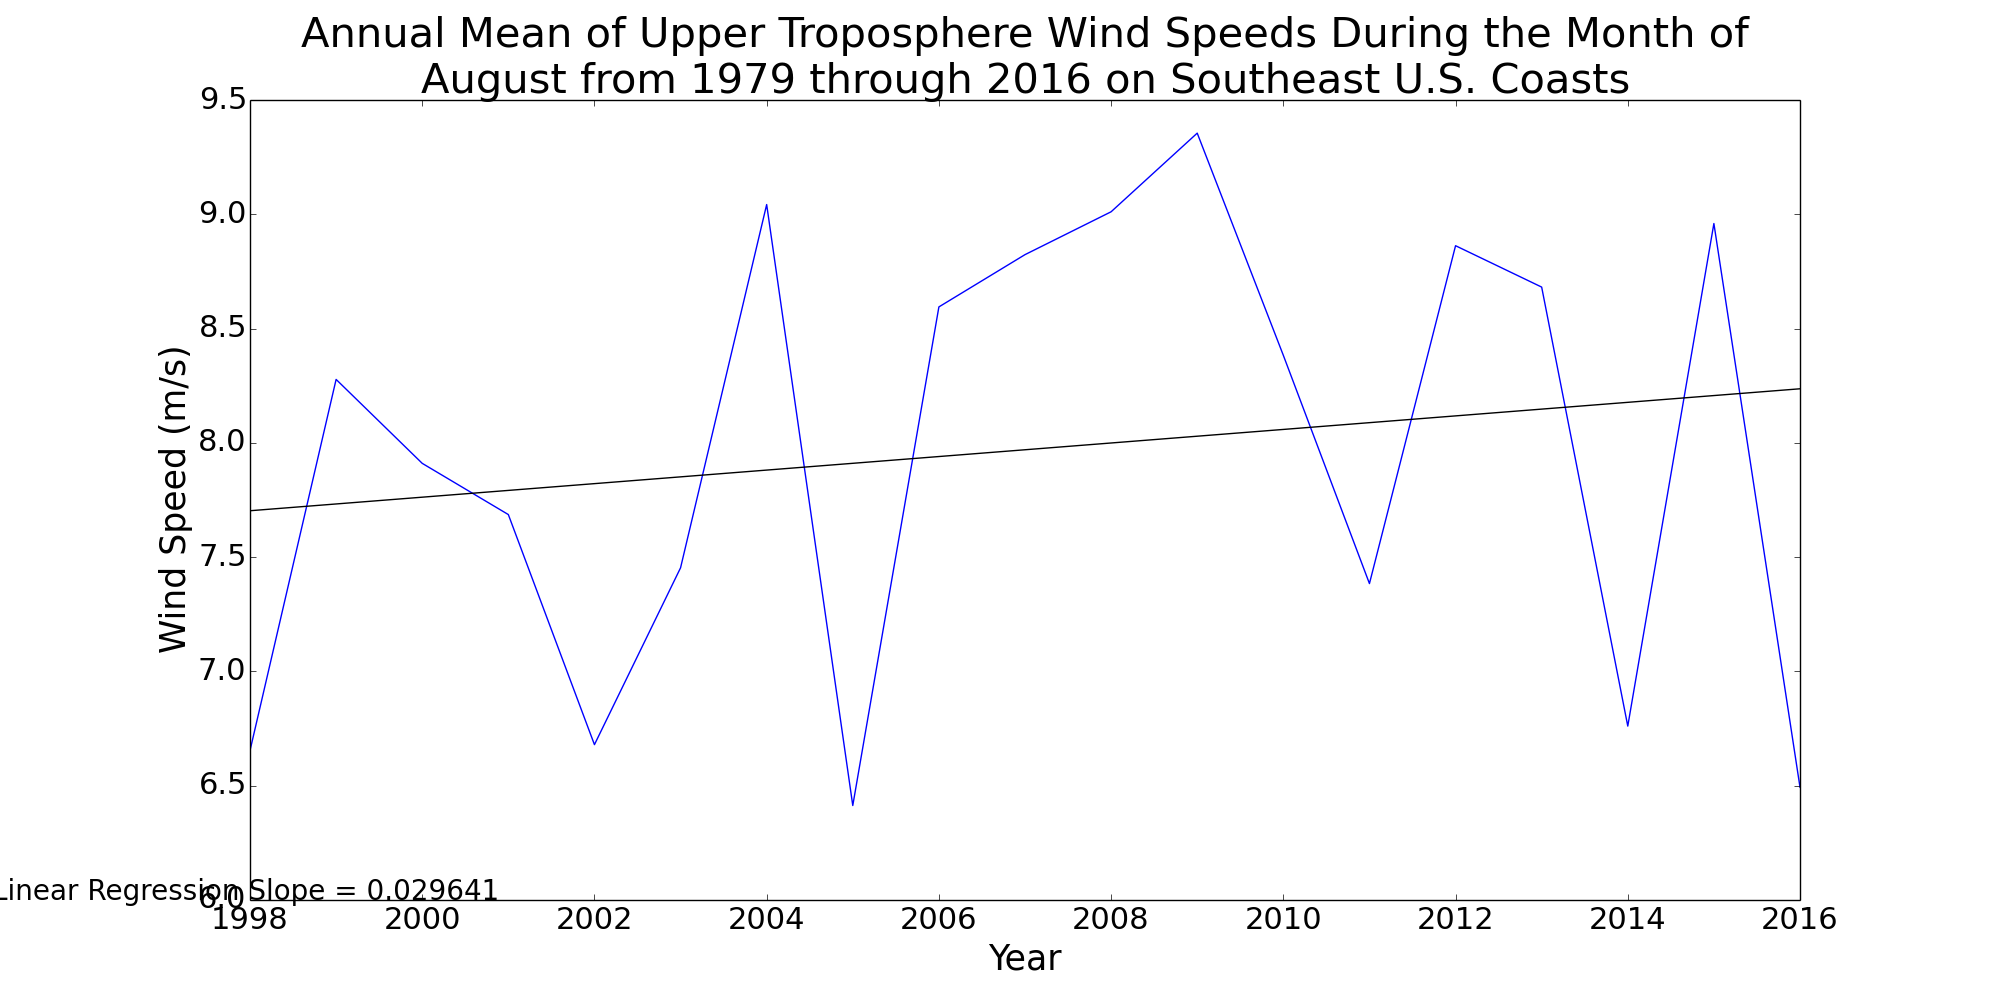 Annual Mean of Upper Troposphere Wind Speeds During the Month of
August from 1979 through 2016 on Southeast U.S. Coasts
9.5
9.0
8.5
8.0
7.5
7.0
6.5
6.0
Wind Speed (m/s)
Linear Regression Slope = 0.029641
1998 2000 2002 2004 2006 2008 2010 2012 2014 2016
Year